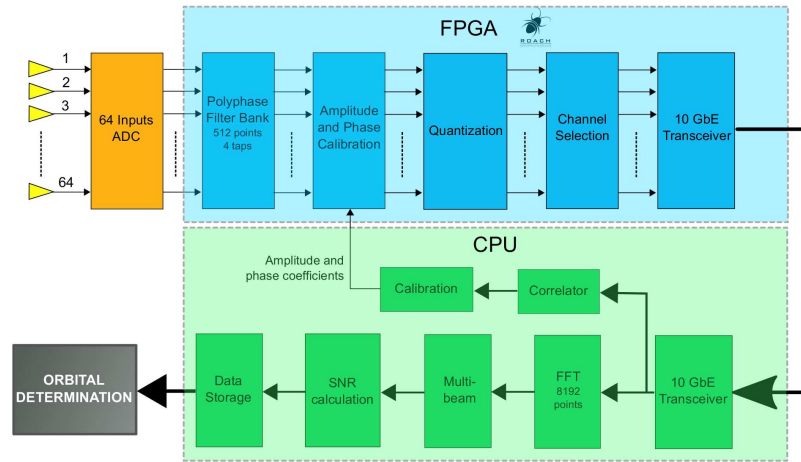 FPGA
ROACH
1
2
3
64
64 Inputs
ADC
Polyphase
Filter Bank
512 points
4 taps
Amplitude
and Phase
Calibration
Quantization
Channel
Selection
10 GbE
Transceiver
CPU
Amplitude and
phase coefficients
Calibration
Correlator
ORBITAL
DETERMINATION
Data
Storage
SNR
calculation
Multi-
beam
FFT
8192
points
10 GbE
Transceiver